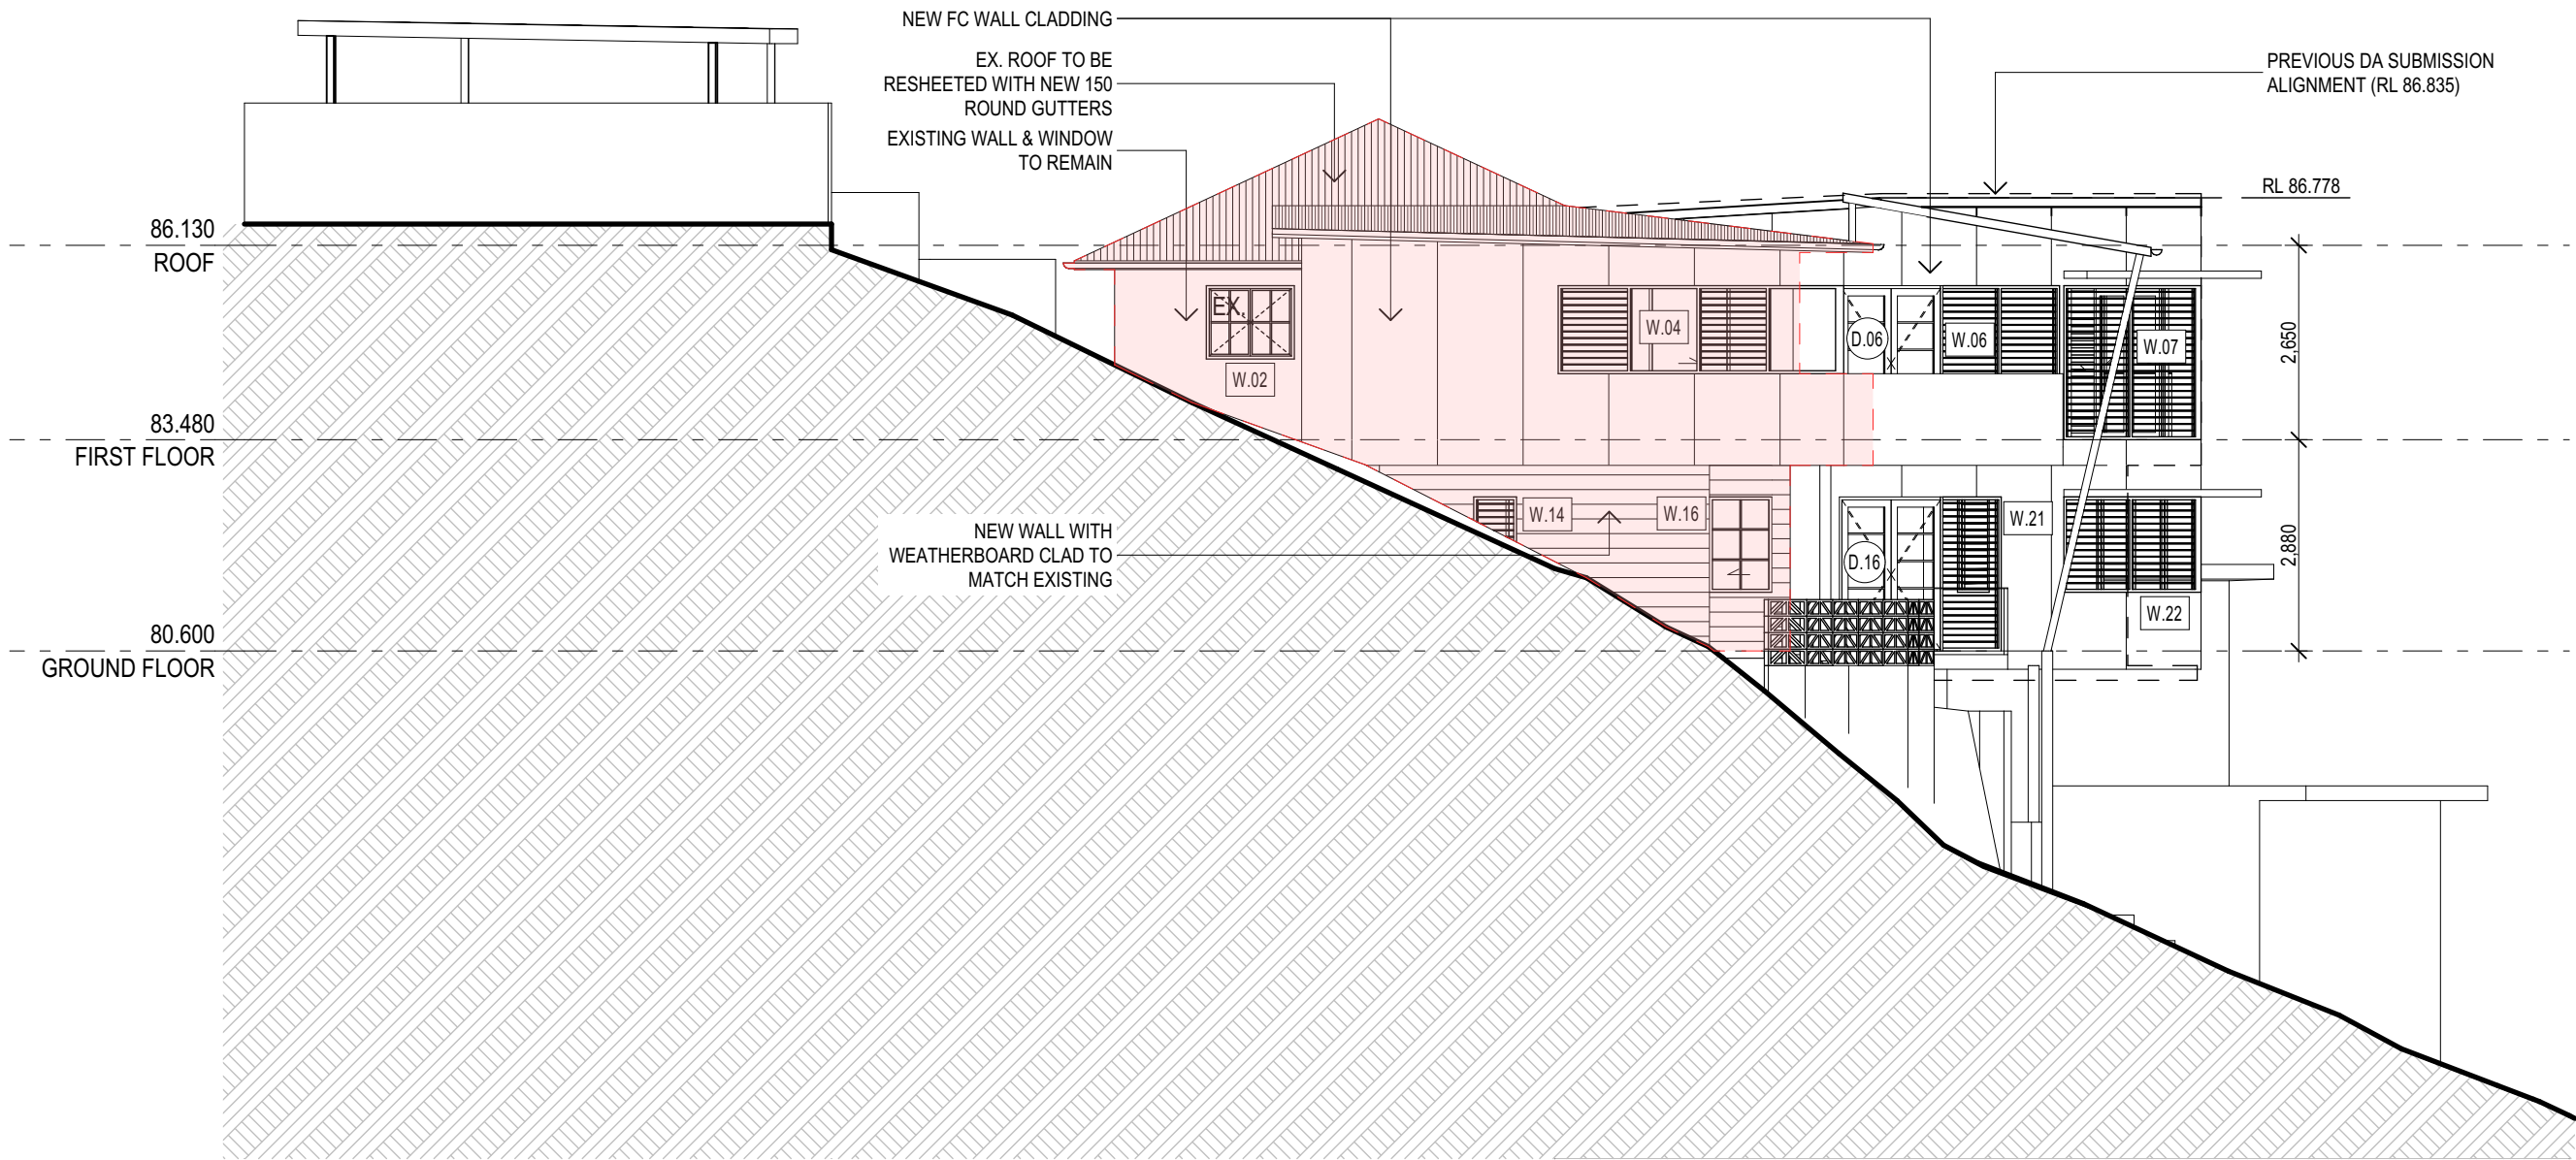 NEW FC WALL CLADDING
EX. ROOF TO BE
RESHEETED WITH NEW 150
ROUND GUTTERS
EXISTING WALL & WINDOW
TO REMAIN
PREVIOUS DA SUBMISSION
ALIGNMENT (RL 86.835)
RL 86.778
86.130
ROOF
EX.
W.02
W.04
D.06
W.06
W.07
2,650
83.480
FIRST FLOOR
NEW WALL WITH
WEATHERBOARD CLAD TO
MATCH EXISTING
W.14
W.16
D.16
W.21
W.22
2,880
80.600
GROUND FLOOR